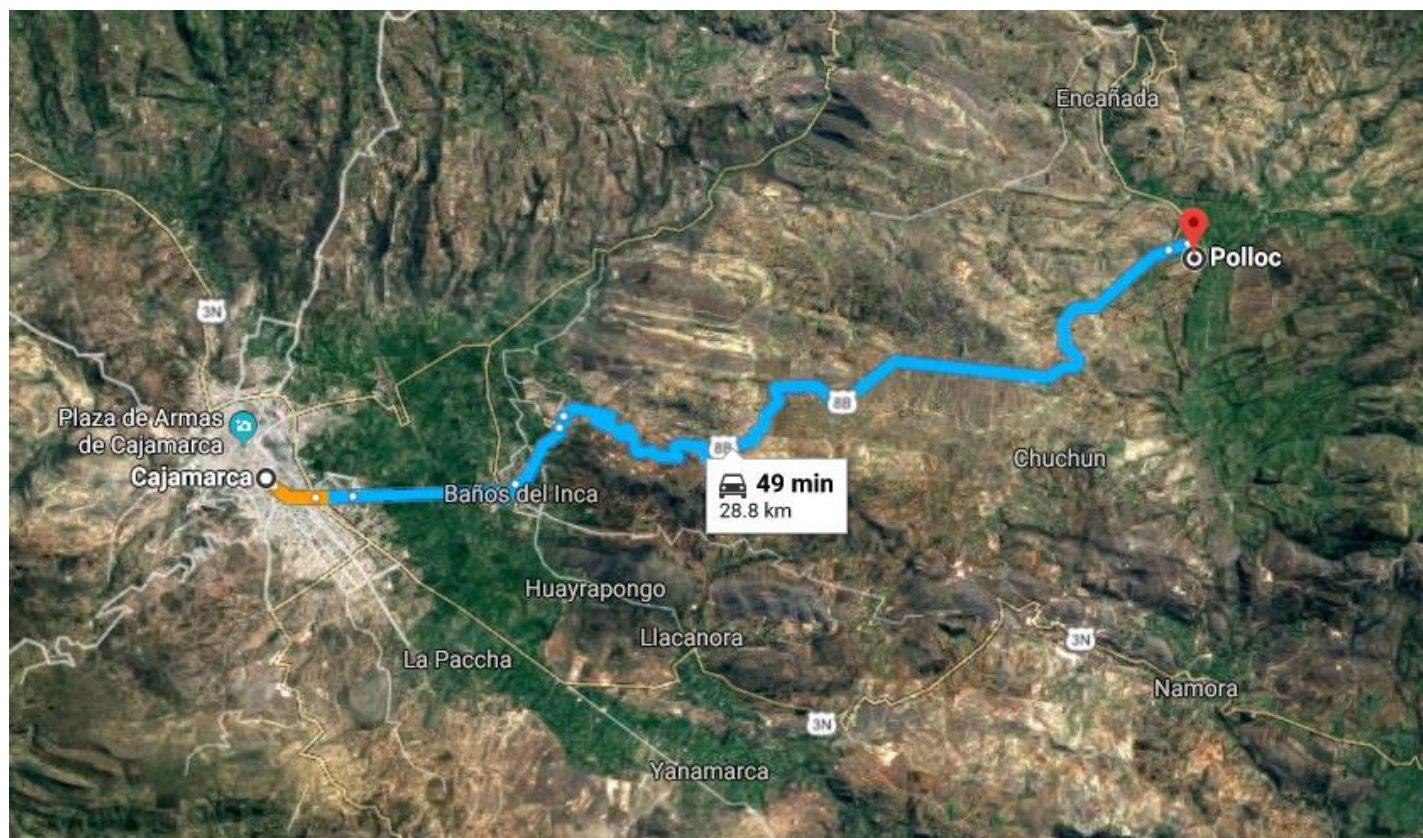 Encañada
Polloc
3N
Plaza de Armas
de Cajamarca
Cajamarca
8B
8B
Chuchun
49 min
28.8 km
Baños del Inca
Huayrapongo
Llacanora
3N
La Paccha
Namora
3N
Yanamarca